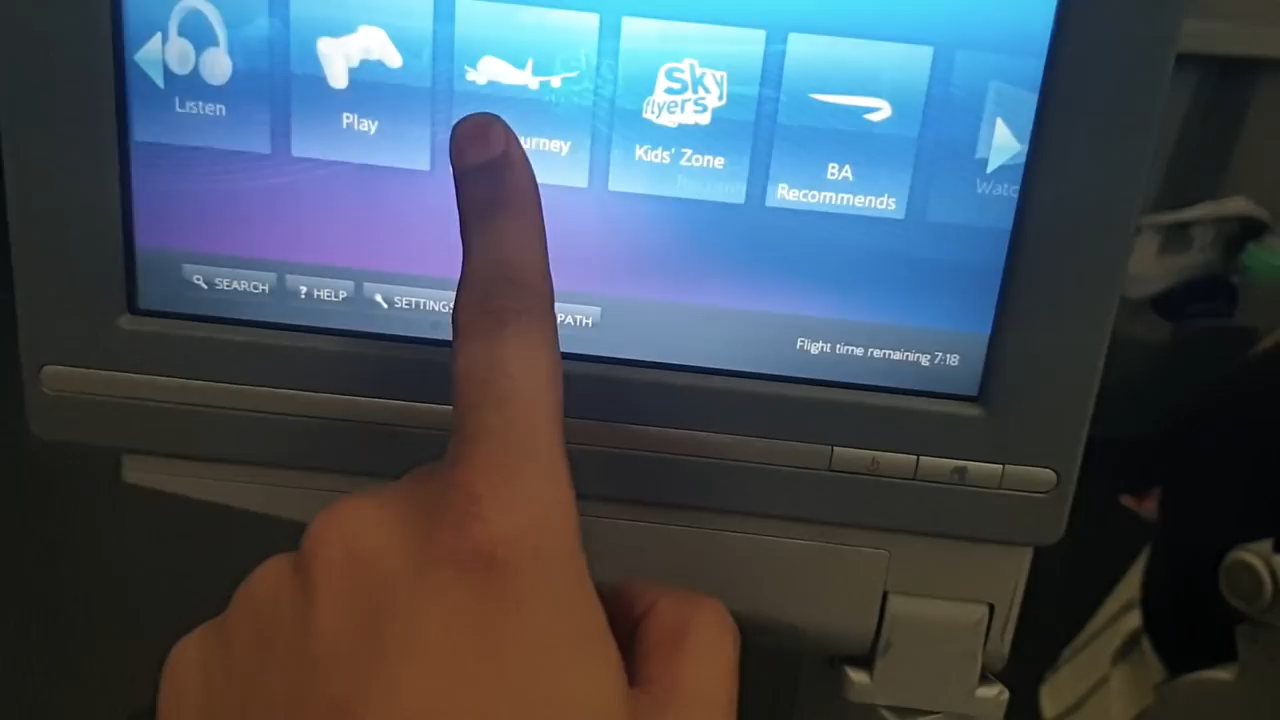 Listen
Play
urney
Sky
flyers
Kids' Zone
BA
Recommends
Watc
SEARCH
? HELP
SETTINGS
PATH
Flight time remaining 7:18